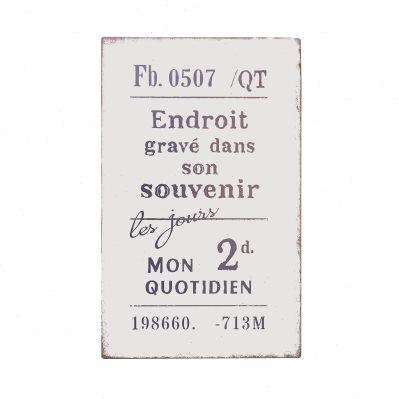 Fb. 0507 /QT
Endroit
gravé dans
son
souvenir
les jours
MON 2d.
QUOTIDIEN
198660. -713M